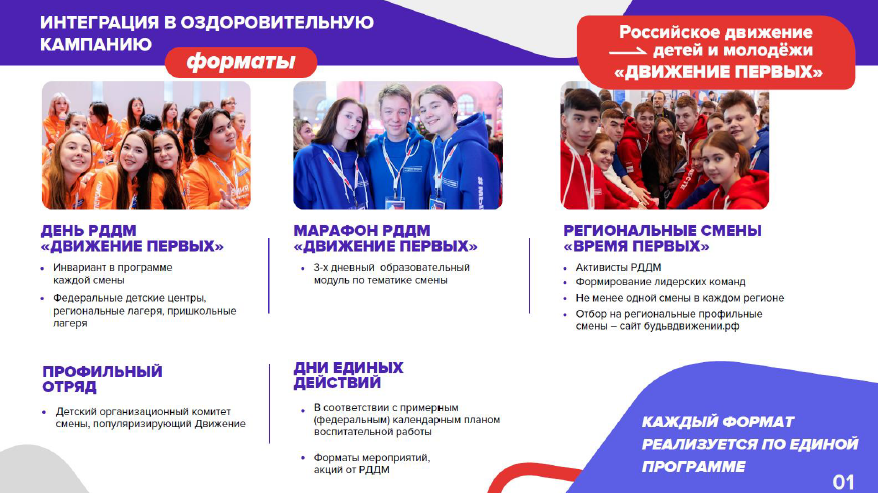 ИНТЕГРАЦИЯ В ОЗДОРОВИТЕЛЬНУЮ
КАМПАНИЮ
форматы
Российское движение
детей и молодёжи
«ДВИЖЕНИЕ ПЕРВЫХ»
ДЕНЬ РДДМ
«ДВИЖЕНИЕ ПЕРВЫХ»
• Инвариант в программе
каждой смены
• Федеральные детские центры,
региональные лагеря, пришкольные
лагеря
МАРАФОН РДДМ
«ДВИЖЕНИЕ ПЕРВЫХ»
• 3-х дневный образовательный
модуль по тематике смены
РЕГИОНАЛЬНЫЕ СМЕНЫ
«ВРЕМЯ ПЕРВЫХ»
• Активисты РДДМ
• Формирование лидерских команд
• Не менее одной смены в каждом регионе
• Отбор на региональные профильные
смены – сайт будьвдвижении.рф
ПРОФИЛЬНЫЙ
ОТРЯД
• Детский организационный комитет
смены, популяризирующий Движение
ДНИ ЕДИНЫХ
ДЕЙСТВИЙ
• В соответствии с примерным
(федеральным) календарным планом
воспитательной работы
• Форматы мероприятий,
акций от РДДМ
КАЖДЫЙ ФОРМАТ
РЕАЛИЗУЕТСЯ ПО ЕДИНОЙ
ПРОГРАММЕ
01